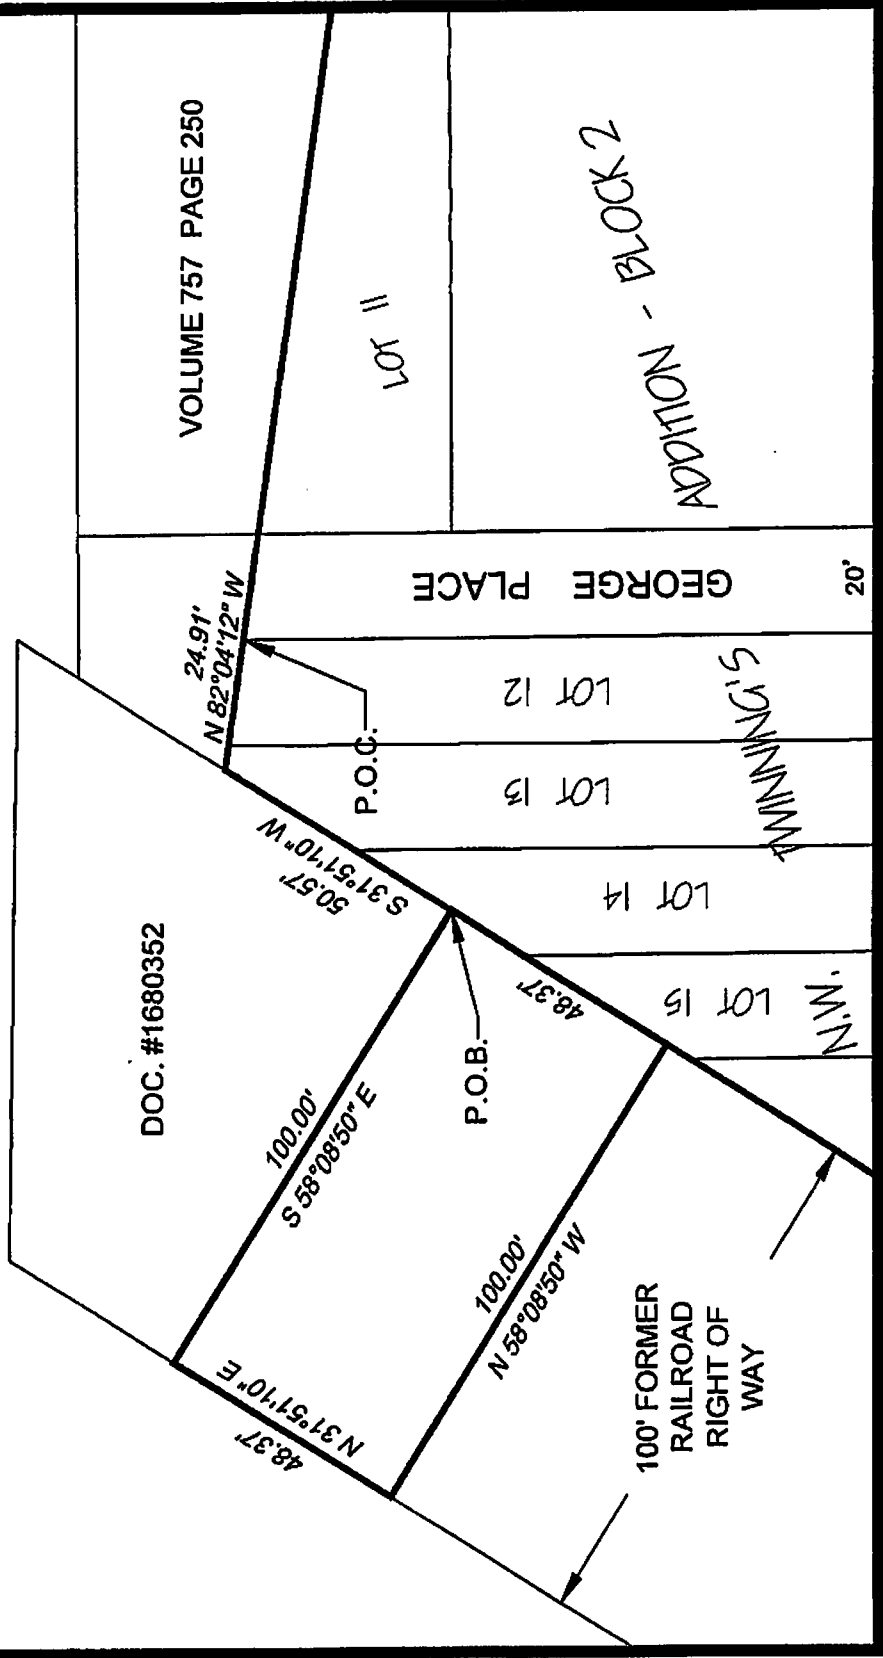 VOLUME 757 PAGE 250
LOT 11
ADDITION - BLOCK 2
24.91'
N 82°04'12" W
GEORGE PLACE
20'
P.O.C.
LOT 12
LOT 13
LOT 14
LOT 15
N.W.
TWINNING'S
DOC. #1680352
50.57'
S 31°51'10" W
P.O.B.
48.37'
100.00'
S 58°08'50" E
N 31°51'10" E
48.37'
100.00'
N 58°08'50" W
100' FORMER
RAILROAD
RIGHT OF
WAY